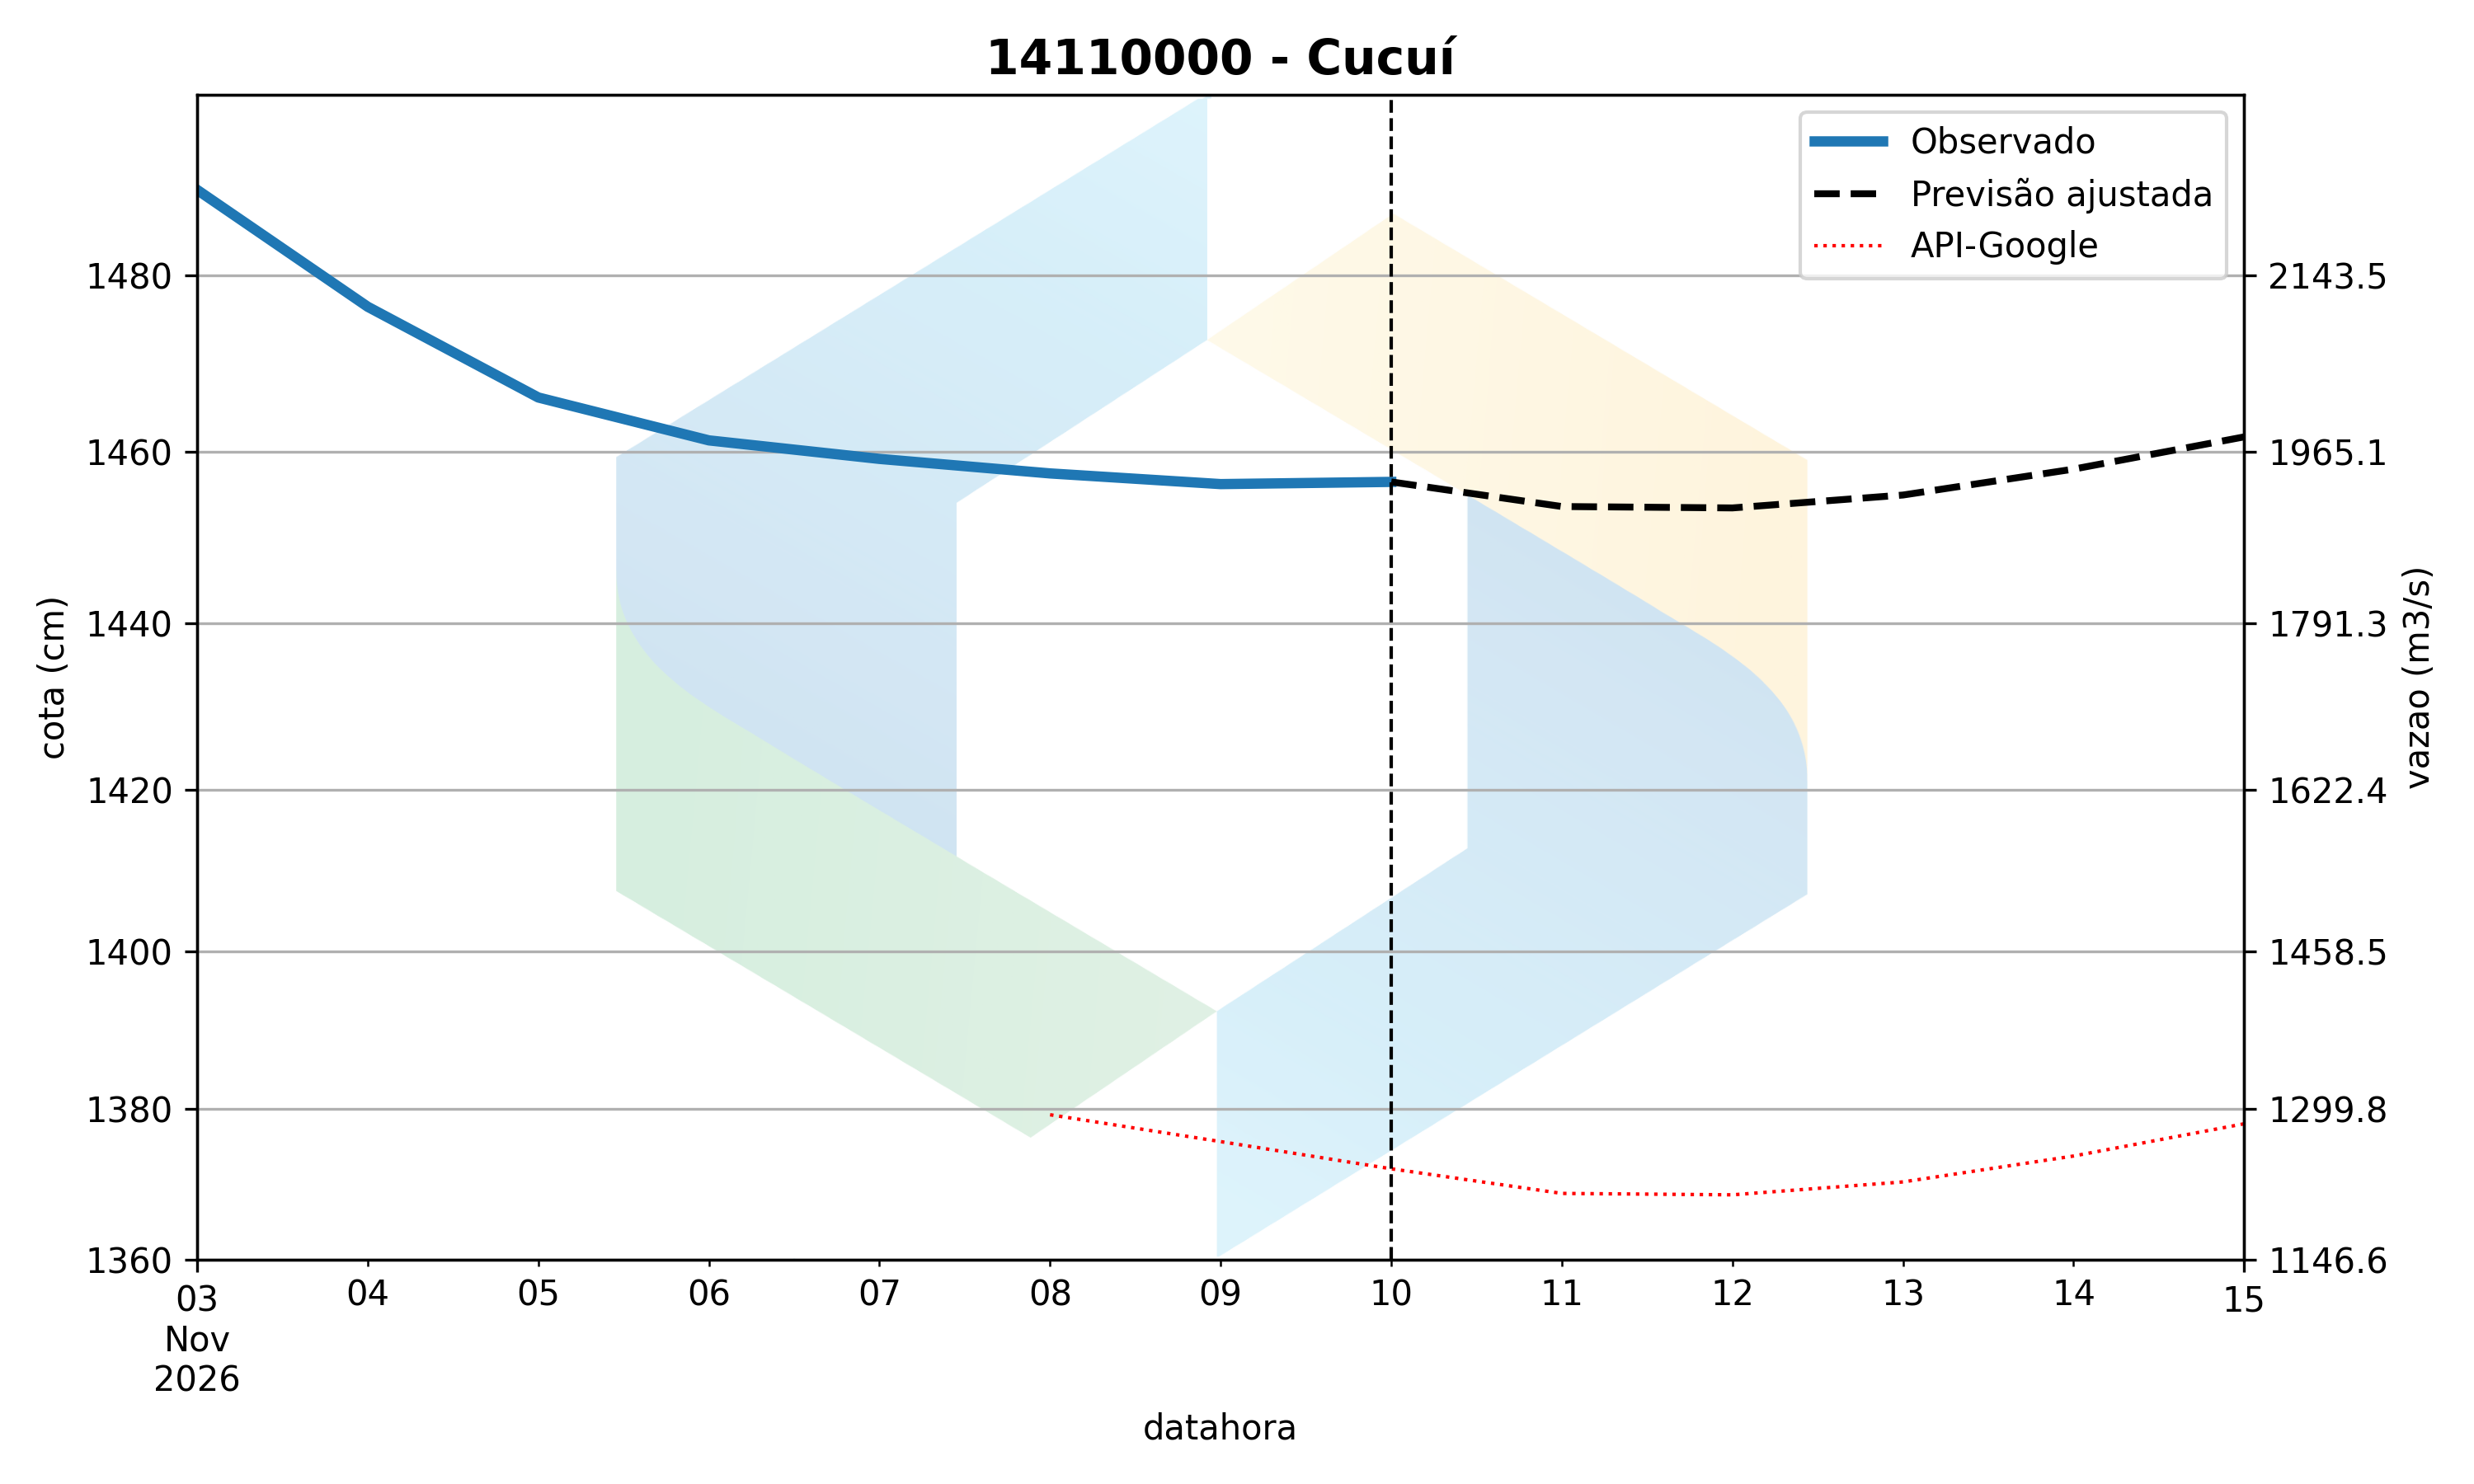 14110000 - Cucuí
Observado
Previsão ajustada
API-Google
1480
1460
1440
1420
1400
1380
1360
cota (cm)
2143.5
1965.1
1791.3
1622.4
1458.5
1299.8
1146.6
vazao (m3/s)
03 04 05 06 07 08 09 10 11 12 13 14 15
Nov
2026
datahora